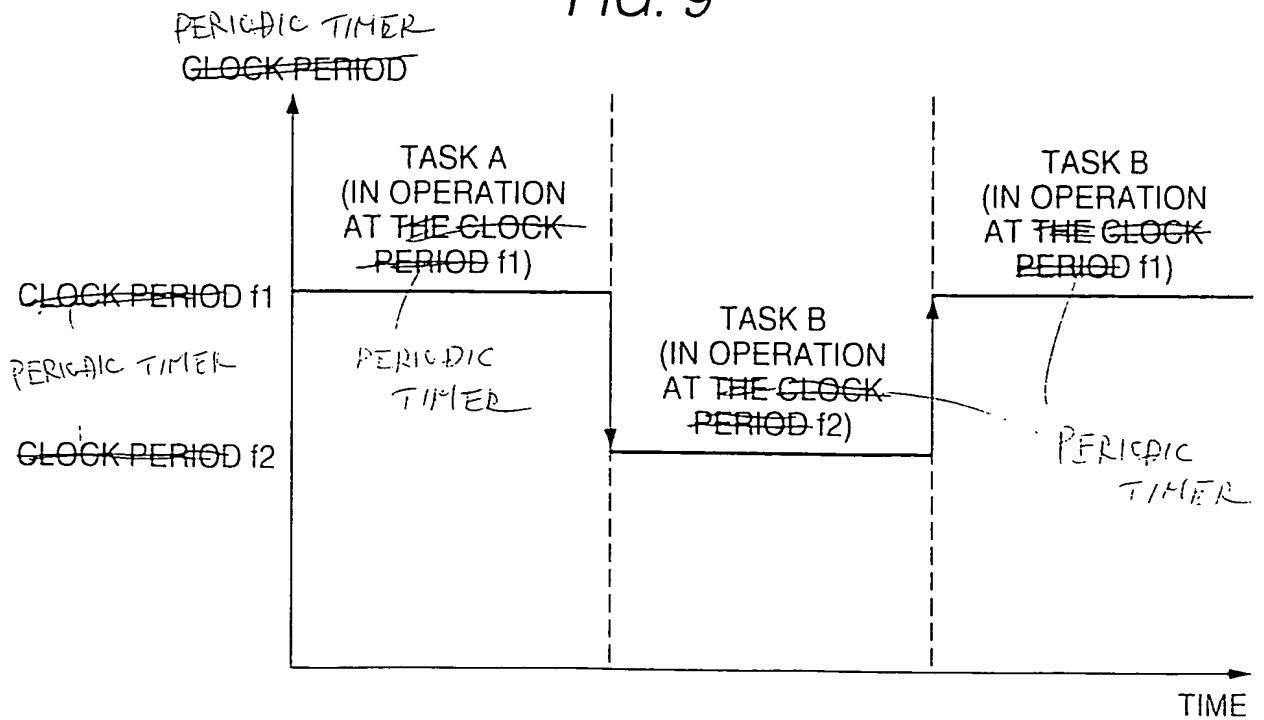 FIG. 9
PERIODIC TIMER
CLOCK PERIOD
TASK A
(IN OPERATION
AT THE CLOCK
PERIOD f1)
TASK B
(IN OPERATION
AT THE CLOCK
PERIOD f1)
CLOCK PERIOD f1
TASK B
(IN OPERATION
AT THE CLOCK
PERIOD f2)
PERIODIC TIMER
PERIODIC
TIMER
CLOCK PERIOD f2
PERIODIC
TIMER
TIME